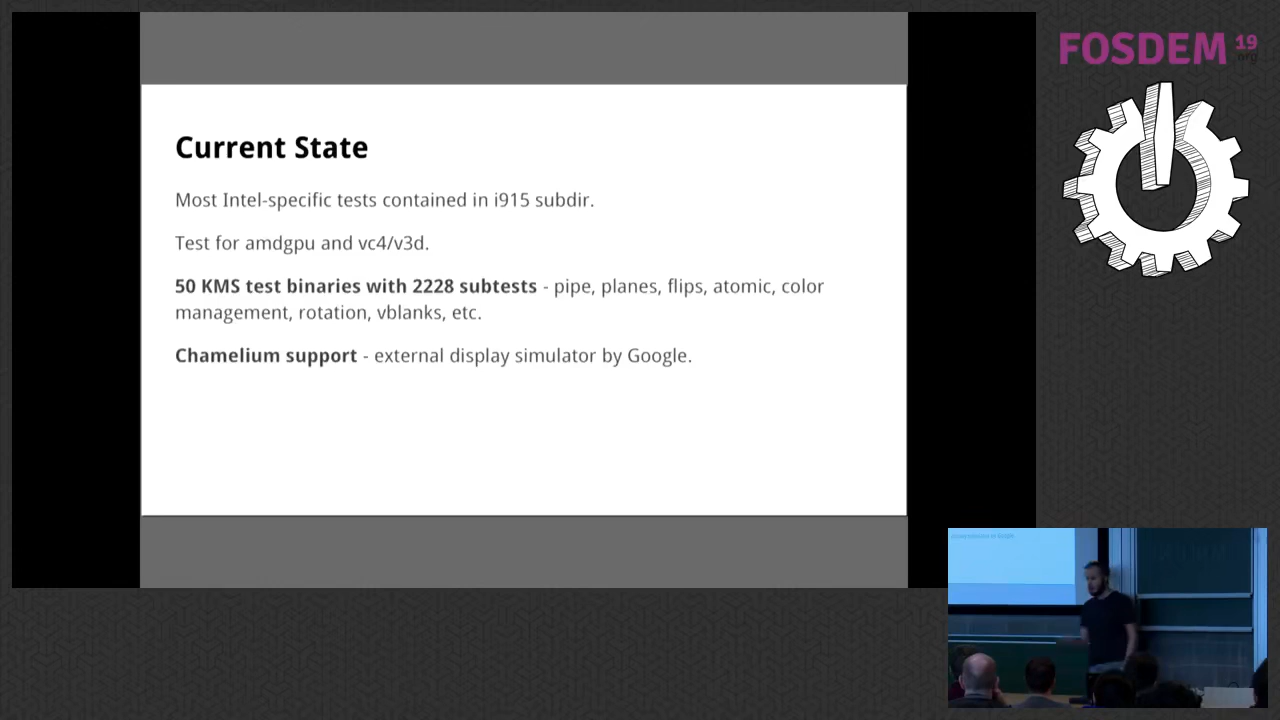 FOSDEM 19
.org
Current State
Most Intel-specific tests contained in i915 subdir.
Test for amdgpu and vc4/v3d.
50 KMS test binaries with 2228 subtests - pipe, planes, flips, atomic, color
management, rotation, vblanks, etc.
Chamelium support - external display simulator by Google.